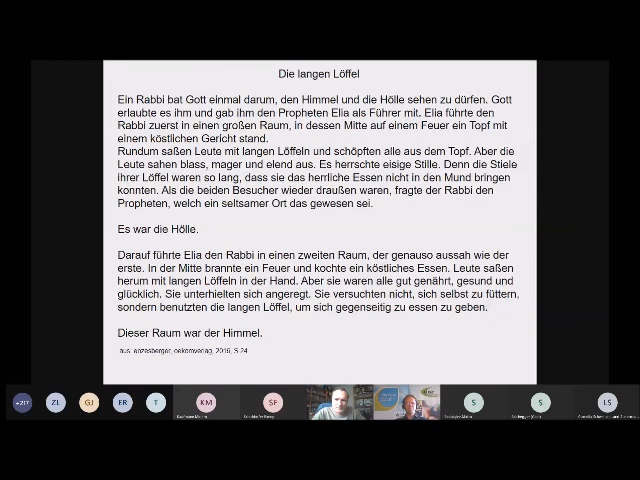 Die langen Löffel
Ein Rabbi bat Gott einmal darum, den Himmel und die Hölle sehen zu dürfen. Gott
erlaubte es ihm und gab ihm den Propheten Elia als Führer mit. Elia führte den
Rabbi zuerst in einen großen Raum, in dessen Mitte auf einem Feuer ein Topf mit
einem köstlichen Gericht stand.
Rundum saßen Leute mit langen Löffeln und schöpften alle aus dem Topf. Aber die
Leute sahen blass, mager und elend aus. Es herrschte eisige Stille. Denn die Stiele
ihrer Löffel waren so lang, dass sie das herrliche Essen nicht in den Mund bringen
konnten. Als die beiden Besucher wieder draußen waren, fragte der Rabbi den
Propheten, welch ein seltsamer Ort das gewesen sei.
Es war die Hölle.
Darauf führte Elia den Rabbi in einen zweiten Raum, der genauso aussah wie der
erste. In der Mitte brannte ein Feuer und kochte ein köstliches Essen. Leute saßen
herum mit langen Löffeln in der Hand. Aber sie waren alle gut genährt, gesund und
glücklich. Sie unterhielten sich angeregt. Sie versuchten nicht, sich selbst zu füttern,
sondern benutzten die langen Löffel, um sich gegenseitig zu essen zu geben.
Dieser Raum war der Himmel.
aus: enzesberger, oekomverlag, 2016, S.24
+217 ZL GJ ER T KM SF S S LS